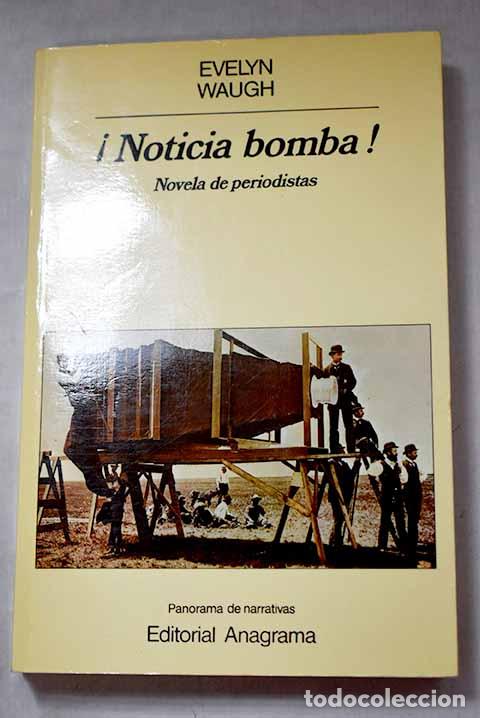 EVELYN
WAUGH
¡Noticia bomba!
Novela de periodistas
Panorama de narrativas
Editorial Anagrama
todocoleccion